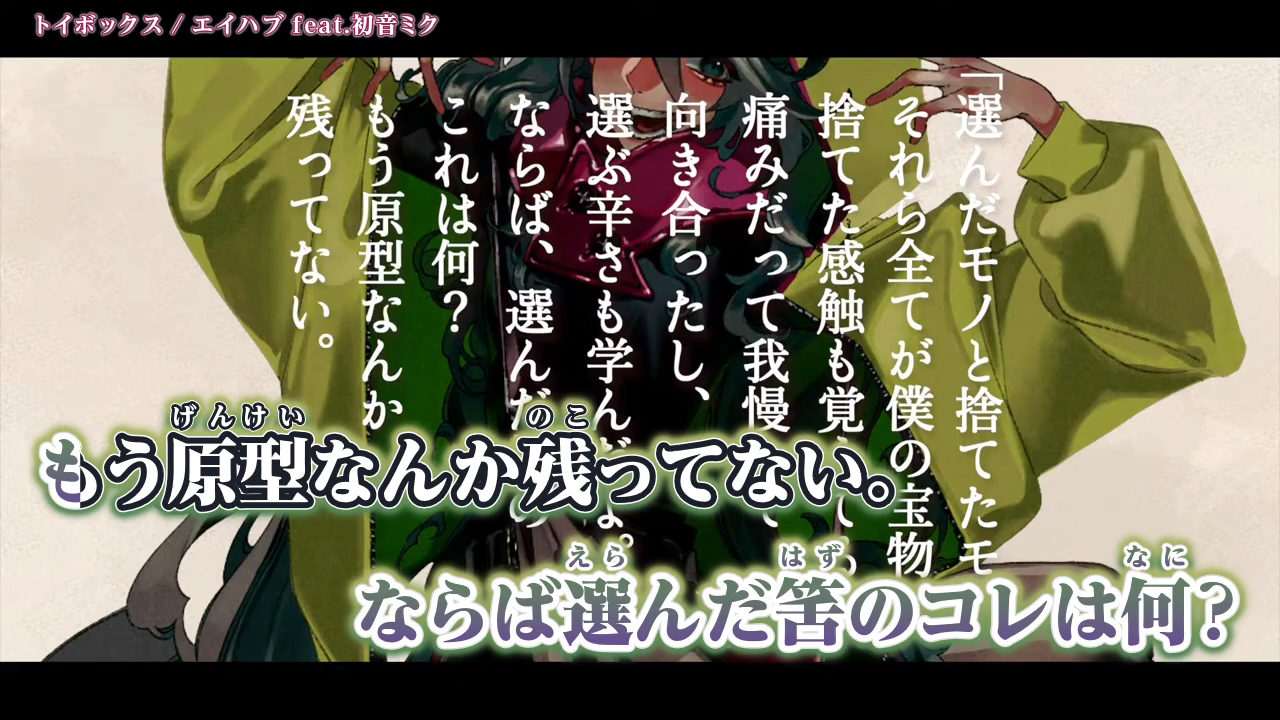 トイボックス / エイハブ feat.初音ミク
「選んだモノと捨てたモ
それら全てが僕の宝物
捨てた感触も覚
痛みだって我慢
向き合ったし、
選ぶ辛さも学んだ
ならば、選んだ
これは何？
もう原型なんか
残ってない。
げんけい のこ
もう原型なんか残ってない。
えら はず なに
ならば選んだ筈のコレは何？